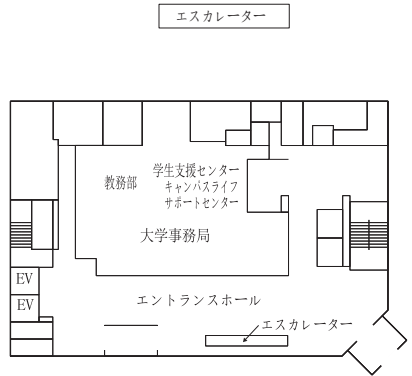 エスカレーター
教務部
学生支援センター
キャンパスライフ
サポートセンター
大学事務局
EV
EV
エントランスホール
エスカレーター